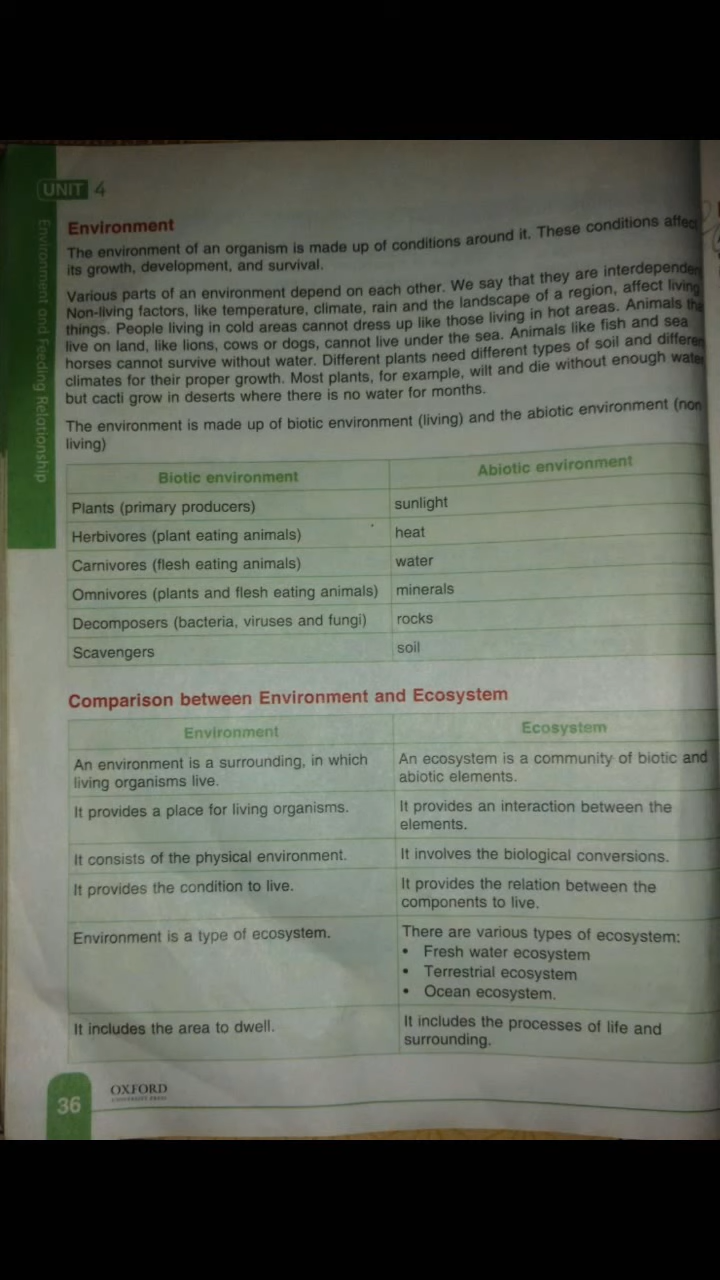 UNIT 4
Environment and Feeding Relationship
Environment
The environment of an organism is made up of conditions around it. These conditions affect
its growth, development, and survival.
Various parts of an environment depend on each other. We say that they are interdependen
Non-living factors, like temperature, climate, rain and the landscape of a region, affect living
things. People living in cold areas cannot dress up like those living in hot areas. Animals tha
live on land, like lions, cows or dogs, cannot live under the sea. Animals like fish and sea
horses cannot survive without water. Different plants need different types of soil and differen
climates for their proper growth. Most plants, for example, wilt and die without enough wate
but cacti grow in deserts where there is no water for months.
The environment is made up of biotic environment (living) and the abiotic environment (non
living)
Biotic environment Abiotic environment
Plants (primary producers) sunlight
Herbivores (plant eating animals) heat
Carnivores (flesh eating animals) water
Omnivores (plants and flesh eating animals) minerals
Decomposers (bacteria, viruses and fungi) rocks
Scavengers soil
Comparison between Environment and Ecosystem
Environment Ecosystem
An environment is a surrounding, in which An ecosystem is a community of biotic and
living organisms live. abiotic elements.
It provides a place for living organisms. It provides an interaction between the
elements.
It consists of the physical environment. It involves the biological conversions.
It provides the condition to live. It provides the relation between the
components to live.
Environment is a type of ecosystem. There are various types of ecosystem:
• Fresh water ecosystem
• Terrestrial ecosystem
• Ocean ecosystem.
It includes the area to dwell. It includes the processes of life and
surrounding.
OXFORD
UNIVERSITY PRESS
36